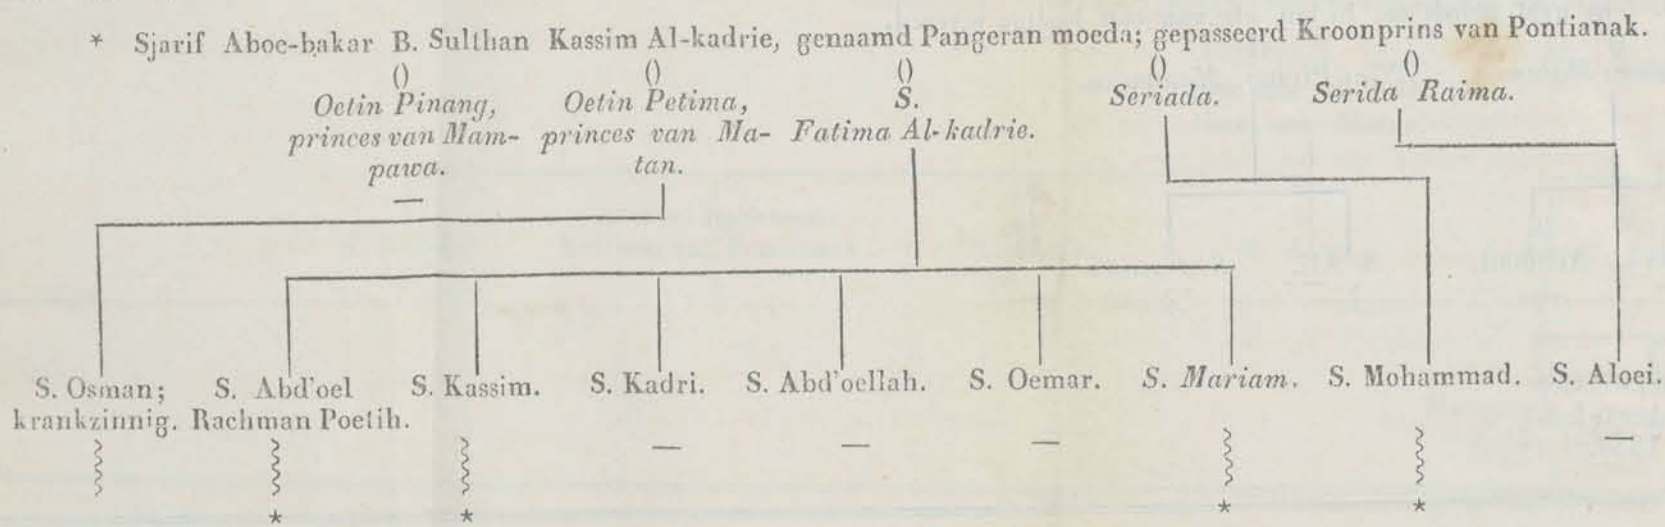 * Sjarif Aboe-bakar B. Sulthan Kassim Al-kadrie, genaamd Pangeran moeda; gepasseerd Kroonprins van Pontianak.
() () () () ()
Oetin Pinang,
princes van Mam-
pawa.
—
Oetin Petima,
princes van Ma-
tan.
S.
Fatima Al-kadrie.
Seriada.
Serida Raima.
S. Osman;
krankzinnig.
S. Abd'oel
Rachman Poetih.
*
S. Kassim.
*
S. Kadri.
—
S. Abd'oellah.
—
S. Oemar.
—
S. Mariam.
*
S. Mohammad.
*
S. Aloei.
—